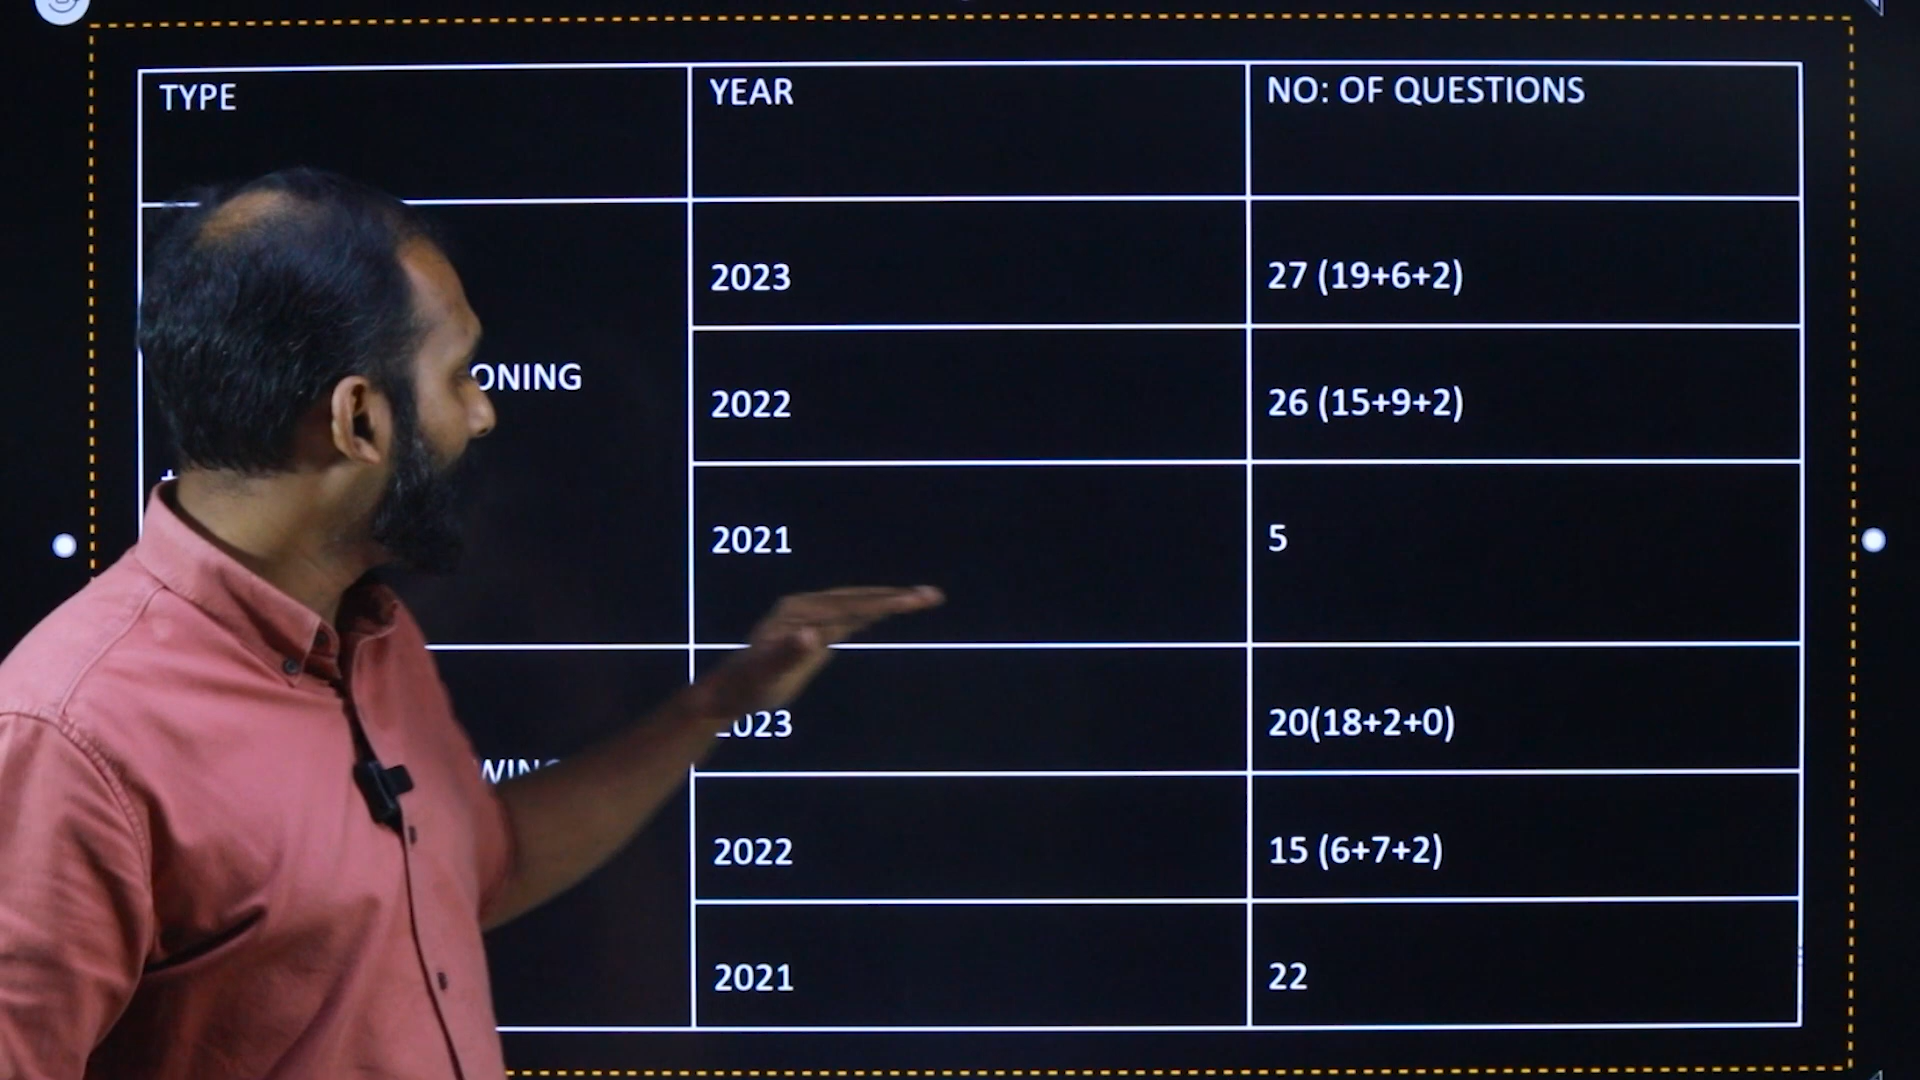 TYPE YEAR NO: OF QUESTIONS
2023 27 (19+6+2)
ONING
2022 26 (15+9+2)
2021 5
2023 20(18+2+0)
2022 15 (6+7+2)
2021 22